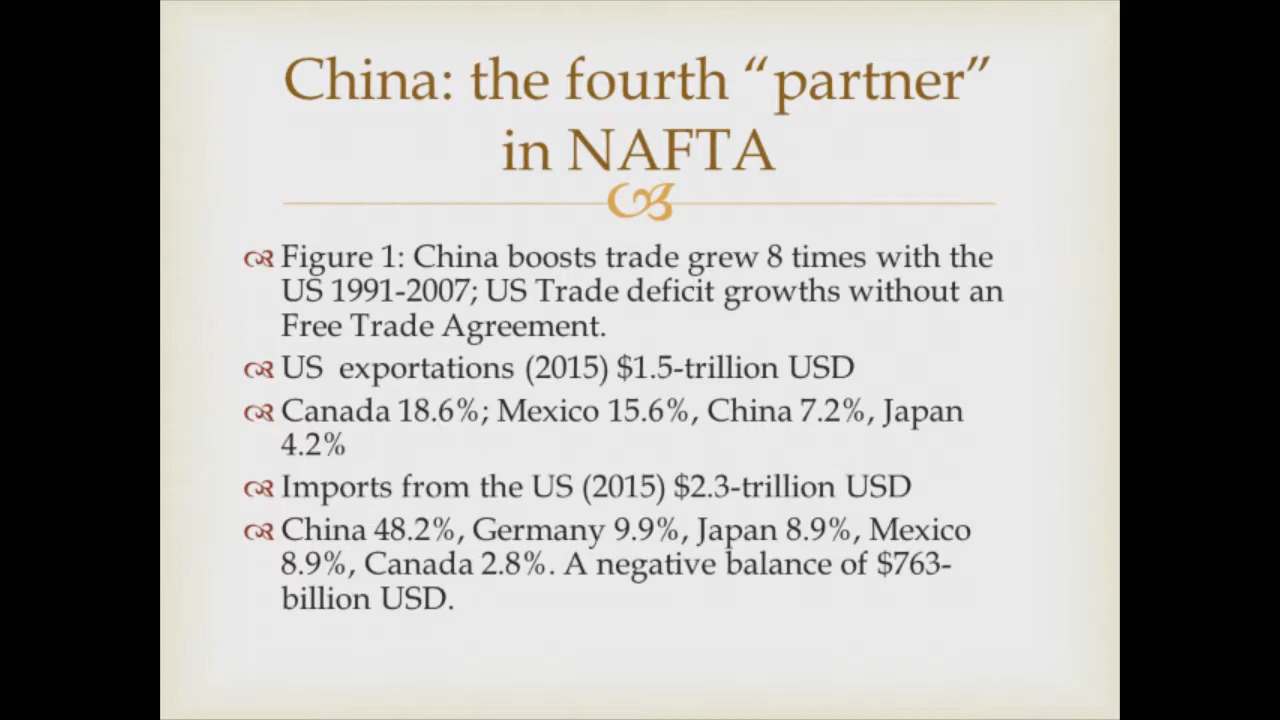 China: the fourth “partner”
in NAFTA
Figure 1: China boosts trade grew 8 times with the
US 1991-2007; US Trade deficit growths without an
Free Trade Agreement.
US  exportations (2015) $1.5-trillion USD
Canada 18.6%; Mexico 15.6%, China 7.2%, Japan
4.2%
Imports from the US (2015) $2.3-trillion USD
China 48.2%, Germany 9.9%, Japan 8.9%, Mexico
8.9%, Canada 2.8%. A negative balance of $763-
billion USD.